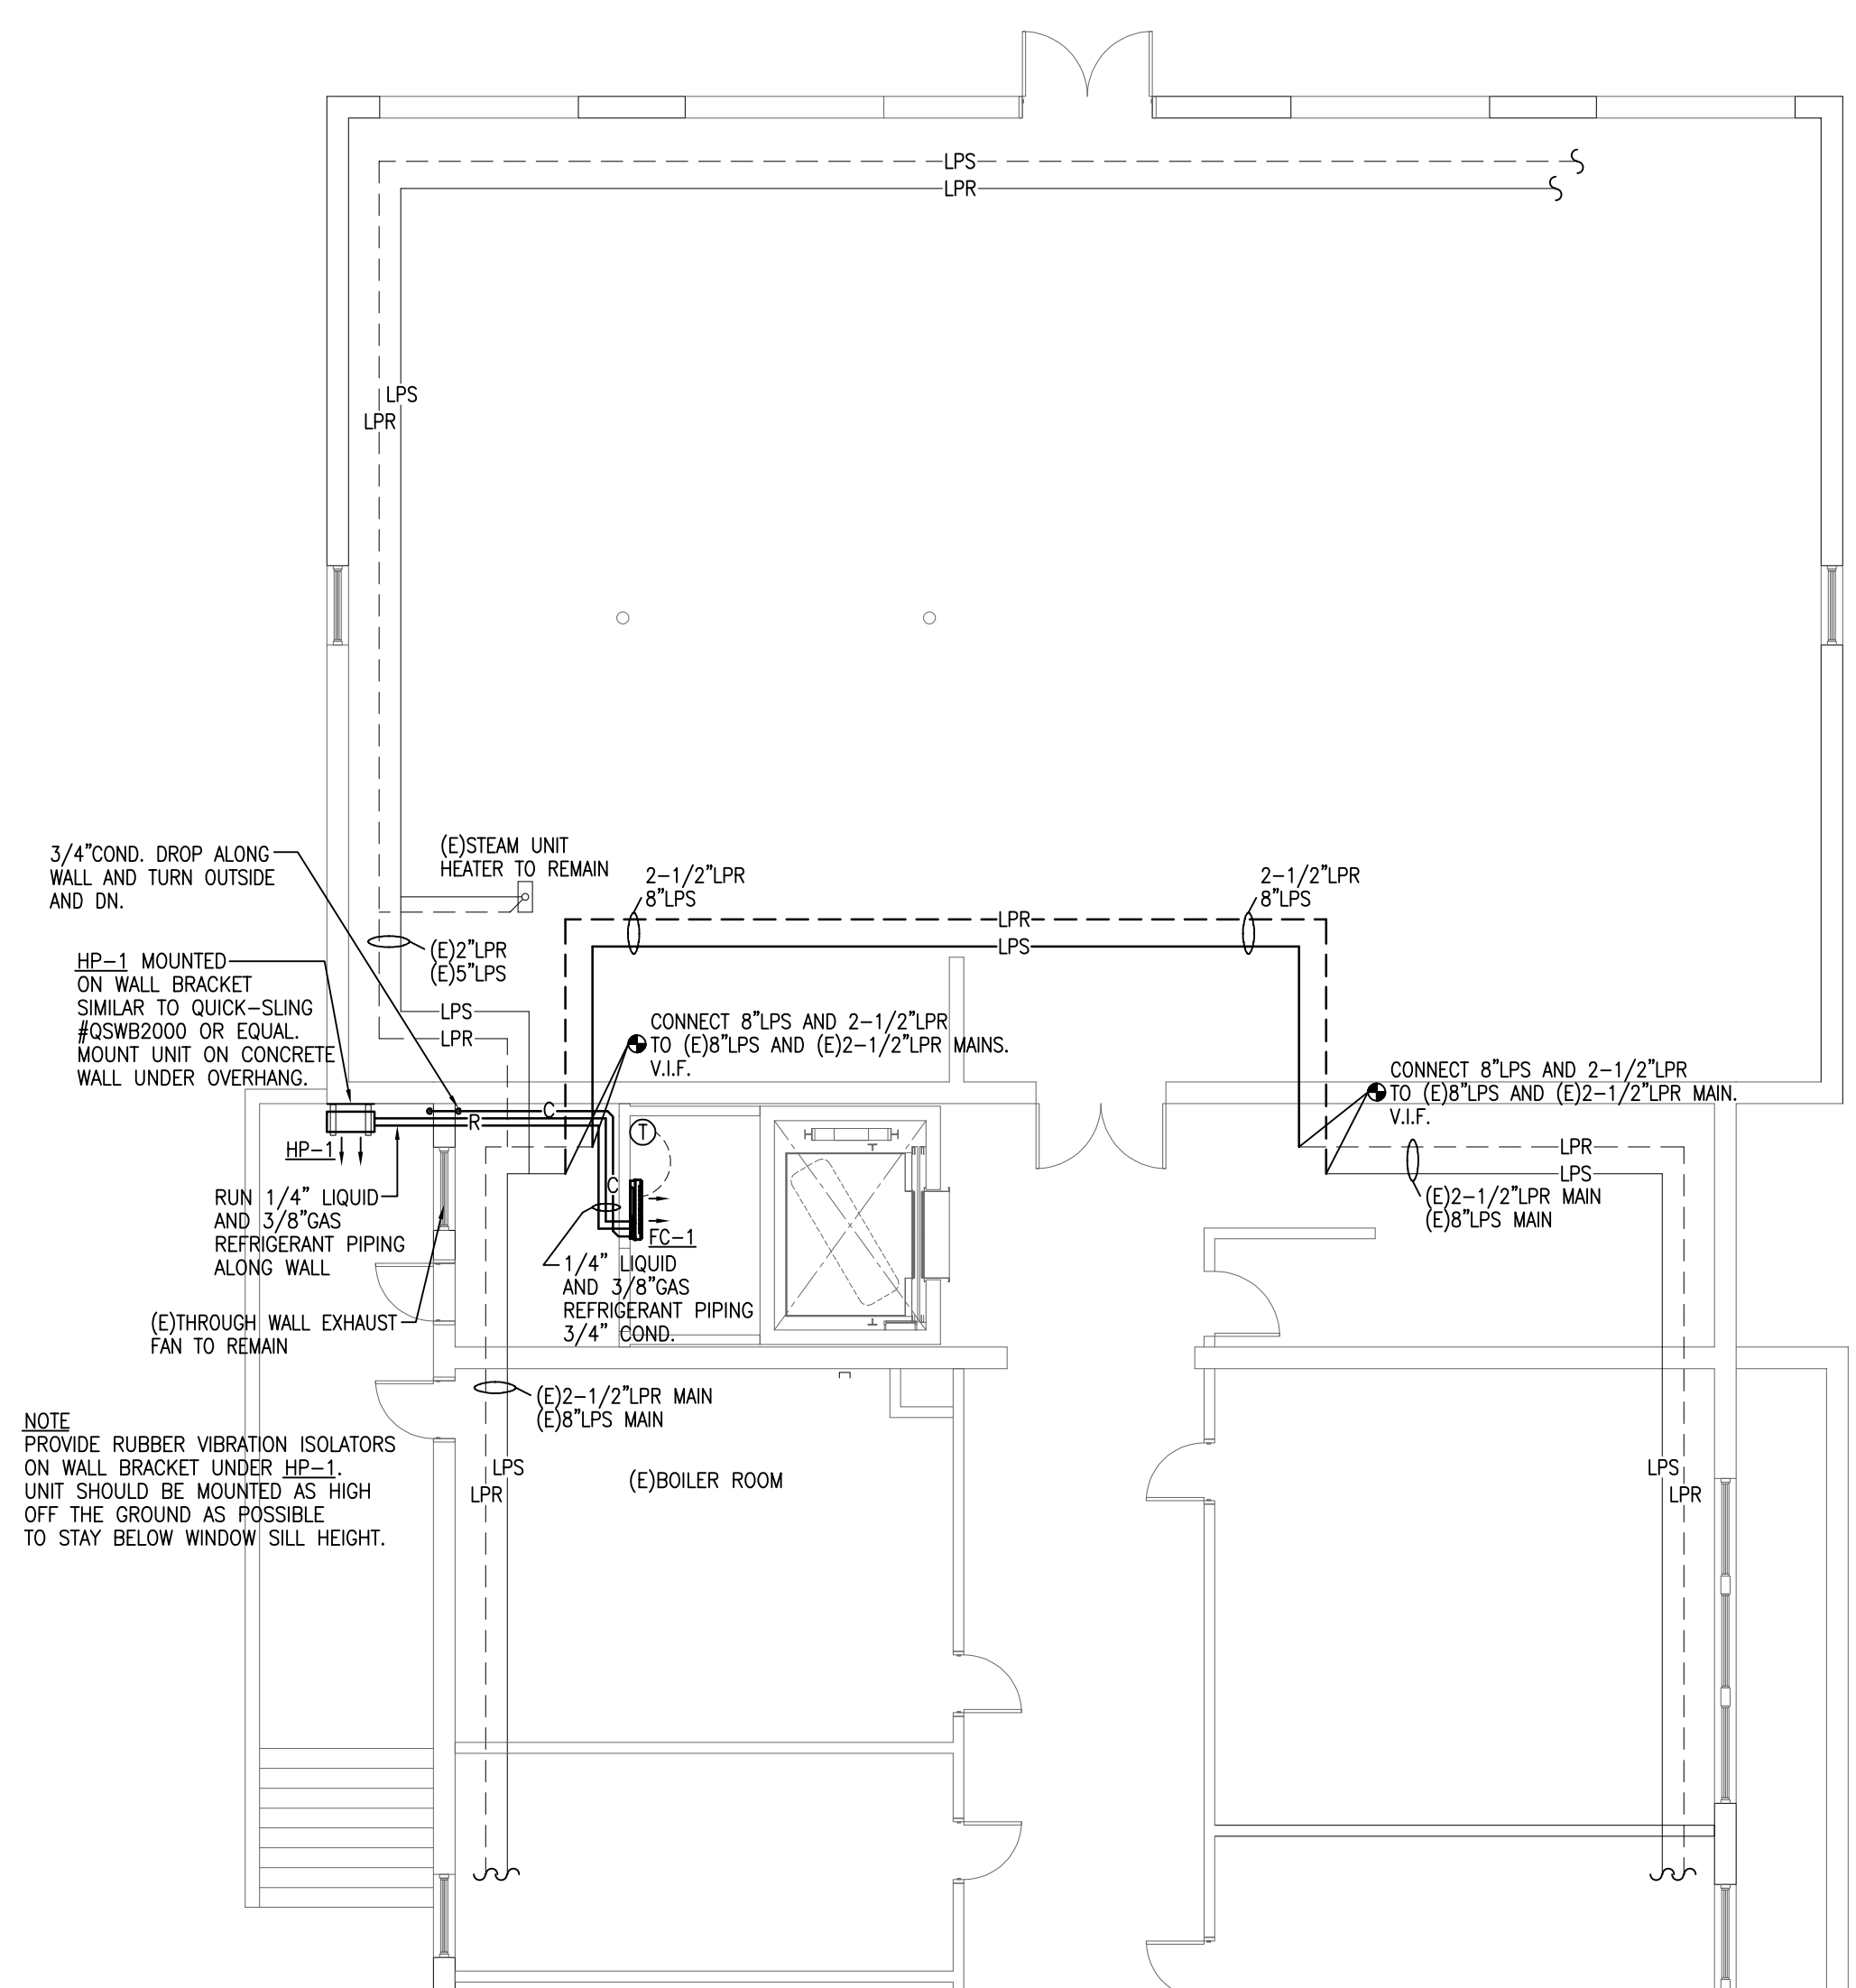 LPS
LPR
LPS
LPR
3/4"COND. DROP ALONG
WALL AND TURN OUTSIDE
AND DN.
(E)STEAM UNIT
HEATER TO REMAIN
2-1/2"LPR
8"LPS
2-1/2"LPR
8"LPS
LPR
LPS
(E)2"LPR
(E)5"LPS
HP-1 MOUNTED
ON WALL BRACKET
SIMILAR TO QUICK-SLING
#QSWB2000 OR EQUAL.
MOUNT UNIT ON CONCRETE
WALL UNDER OVERHANG.
LPS
LPR
CONNECT 8"LPS AND 2-1/2"LPR
TO (E)8"LPS AND (E)2-1/2"LPR MAINS.
V.I.F.
CONNECT 8"LPS AND 2-1/2"LPR
TO (E)8"LPS AND (E)2-1/2"LPR MAIN.
V.I.F.
C
R
T
HP-1
LPR
LPS
C
(E)2-1/2"LPR MAIN
(E)8"LPS MAIN
RUN 1/4" LIQUID
AND 3/8"GAS
REFRIGERANT PIPING
ALONG WALL
FC-1
1/4" LIQUID
AND 3/8"GAS
REFRIGERANT PIPING
3/4" COND.
(E)THROUGH WALL EXHAUST
FAN TO REMAIN
(E)2-1/2"LPR MAIN
(E)8"LPS MAIN
NOTE
PROVIDE RUBBER VIBRATION ISOLATORS
ON WALL BRACKET UNDER HP-1.
UNIT SHOULD BE MOUNTED AS HIGH
OFF THE GROUND AS POSSIBLE
TO STAY BELOW WINDOW SILL HEIGHT.
LPS
LPR
(E)BOILER ROOM
LPS
LPR